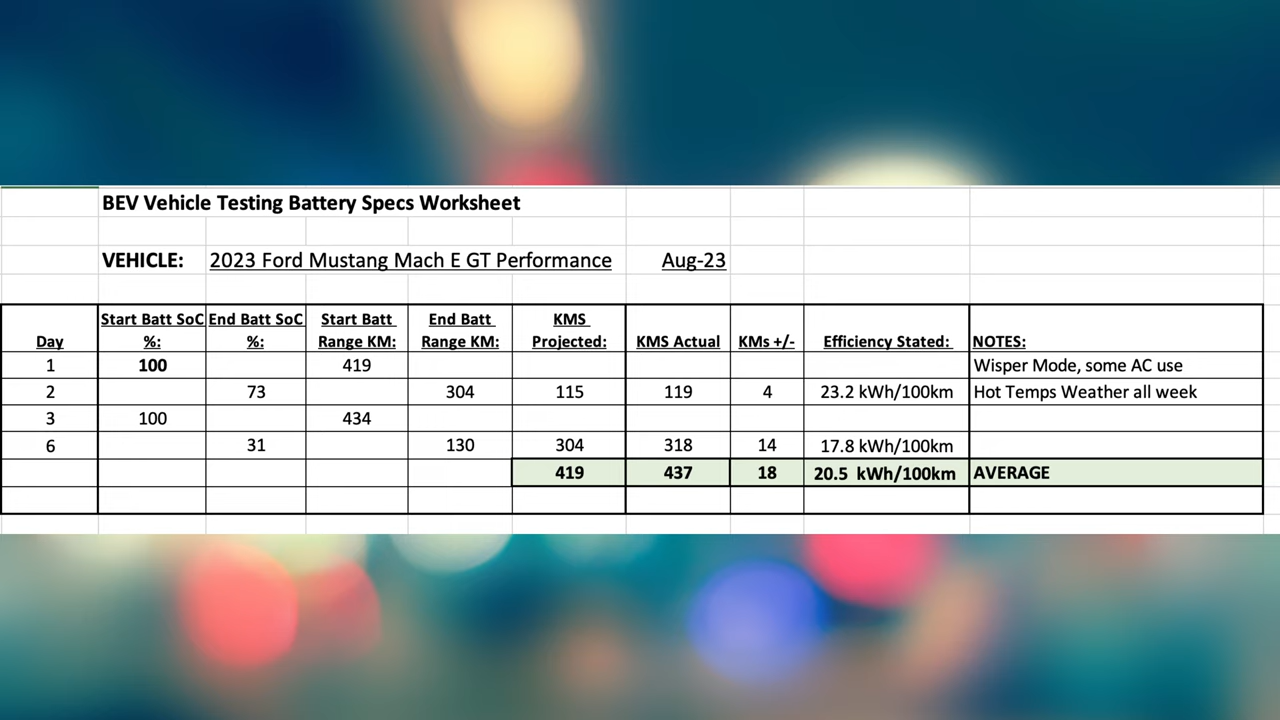 BEV Vehicle Testing Battery Specs Worksheet
VEHICLE: 2023 Ford Mustang Mach E GT Performance Aug-23
Day Start Batt SoC %: End Batt SoC %: Start Batt Range KM: End Batt Range KM: KMS Projected: KMS Actual KMs +/- Efficiency Stated: NOTES:
1 100 419 Wisper Mode, some AC use
2 73 304 115 119 4 23.2 kWh/100km Hot Temps Weather all week
3 100 434
6 31 130 304 318 14 17.8 kWh/100km
419 437 18 20.5 kWh/100km AVERAGE